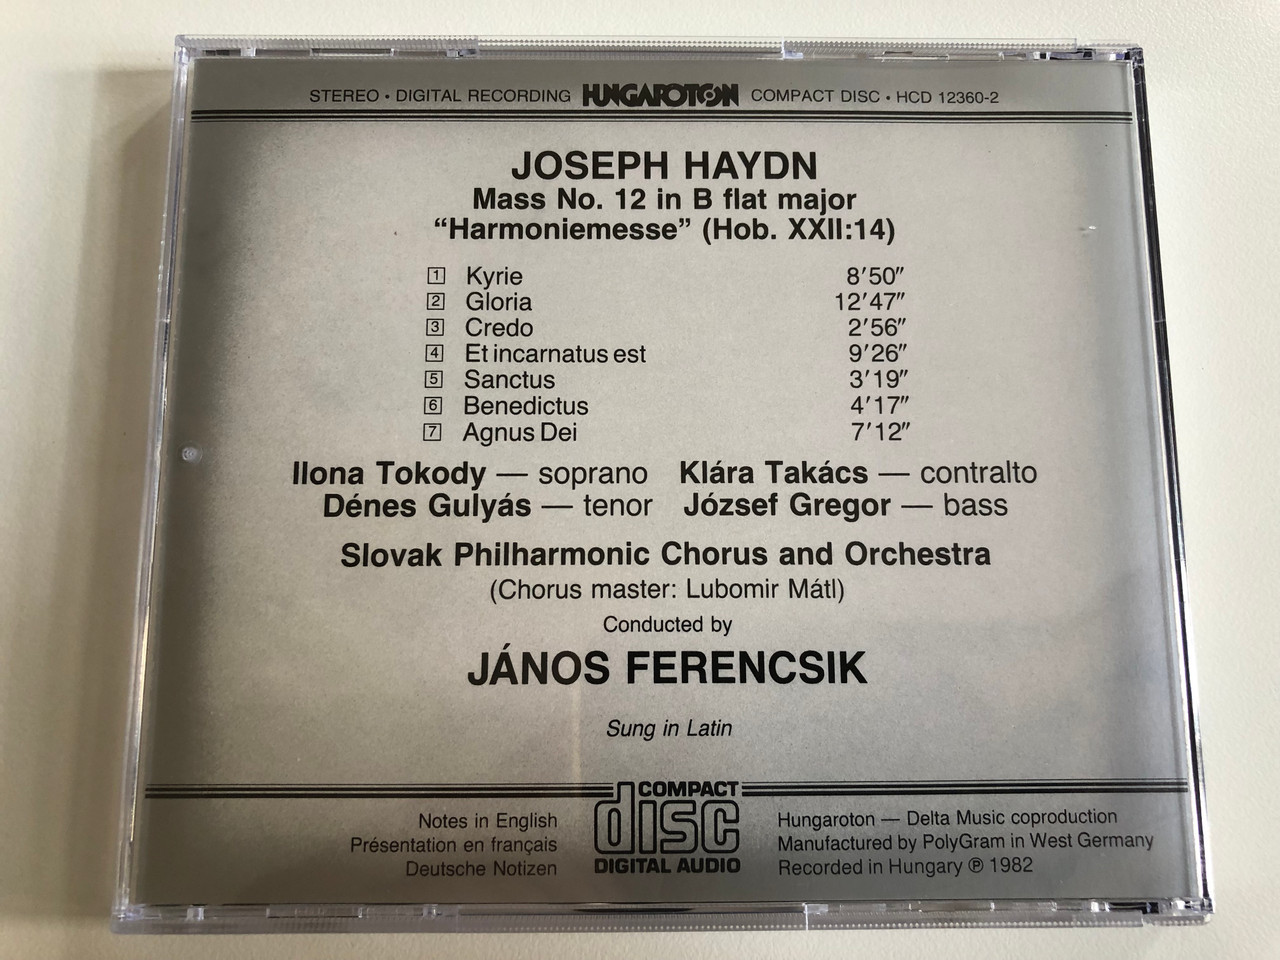 STEREO • DIGITAL RECORDING HUNGAROTON COMPACT DISC • HCD 12360-2
JOSEPH HAYDN
Mass No. 12 in B flat major
“Harmoniemesse” (Hob. XXII:14)
1 Kyrie 8′50″
2 Gloria 12′47″
3 Credo 2′56″
4 Et incarnatus est 9′26″
5 Sanctus 3′19″
6 Benedictus 4′17″
7 Agnus Dei 7′12″
Ilona Tokody — soprano Klára Takács — contralto
Dénes Gulyás — tenor József Gregor — bass
Slovak Philharmonic Chorus and Orchestra
(Chorus master: Lubomir Mátl)
Conducted by
JÁNOS FERENCSIK
Sung in Latin
Notes in English
Présentation en français
Deutsche Notizen
COMPACT
disc
DIGITAL AUDIO
Hungaroton — Delta Music coproduction
Manufactured by PolyGram in West Germany
Recorded in Hungary ℗ 1982